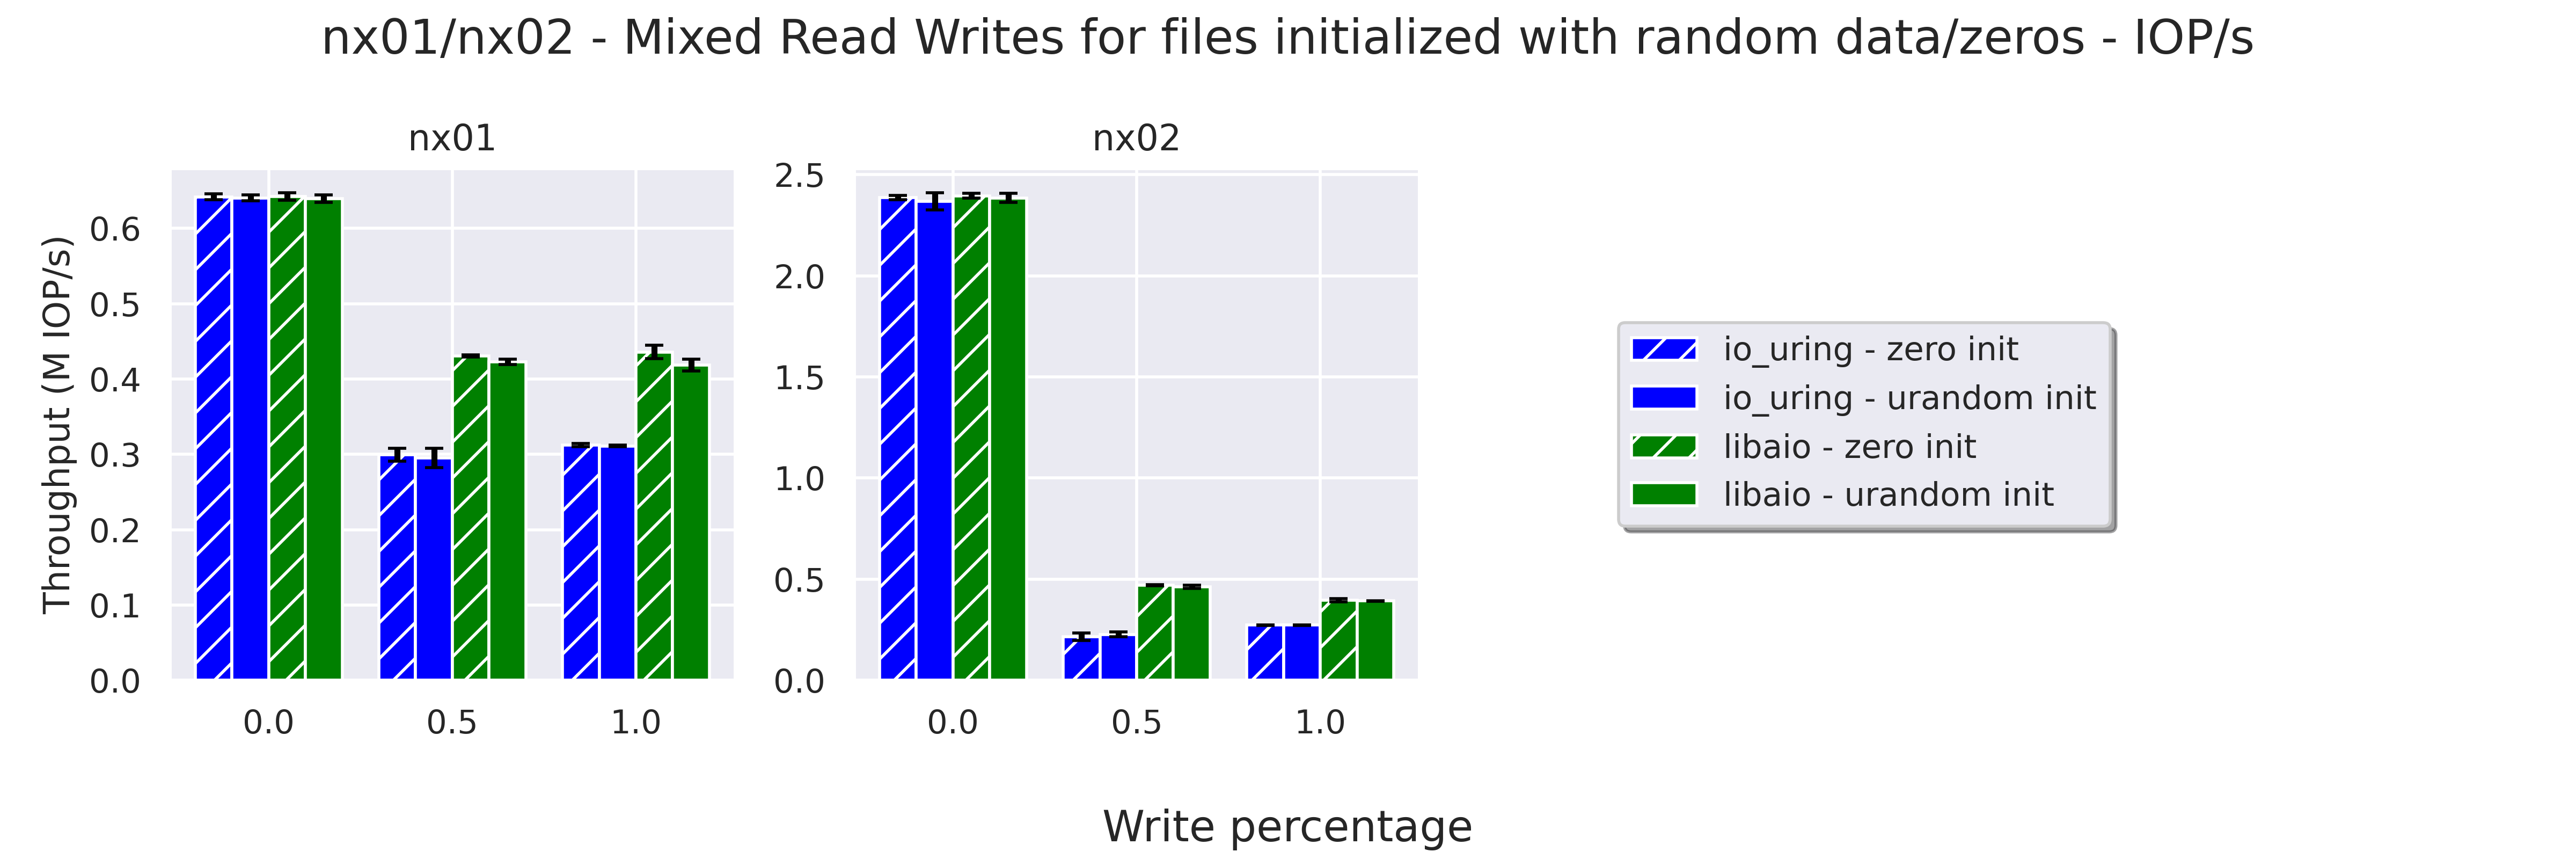 nx01/nx02 - Mixed Read Writes for files initialized with random data/zeros - IOP/s
nx01
Throughput (M IOP/s)
0.6
0.5
0.4
0.3
0.2
0.1
0.0
0.0 0.5 1.0
nx02
2.5
2.0
1.5
1.0
0.5
0.0
0.0 0.5 1.0
io_uring - zero init
io_uring - urandom init
libaio - zero init
libaio - urandom init
Write percentage